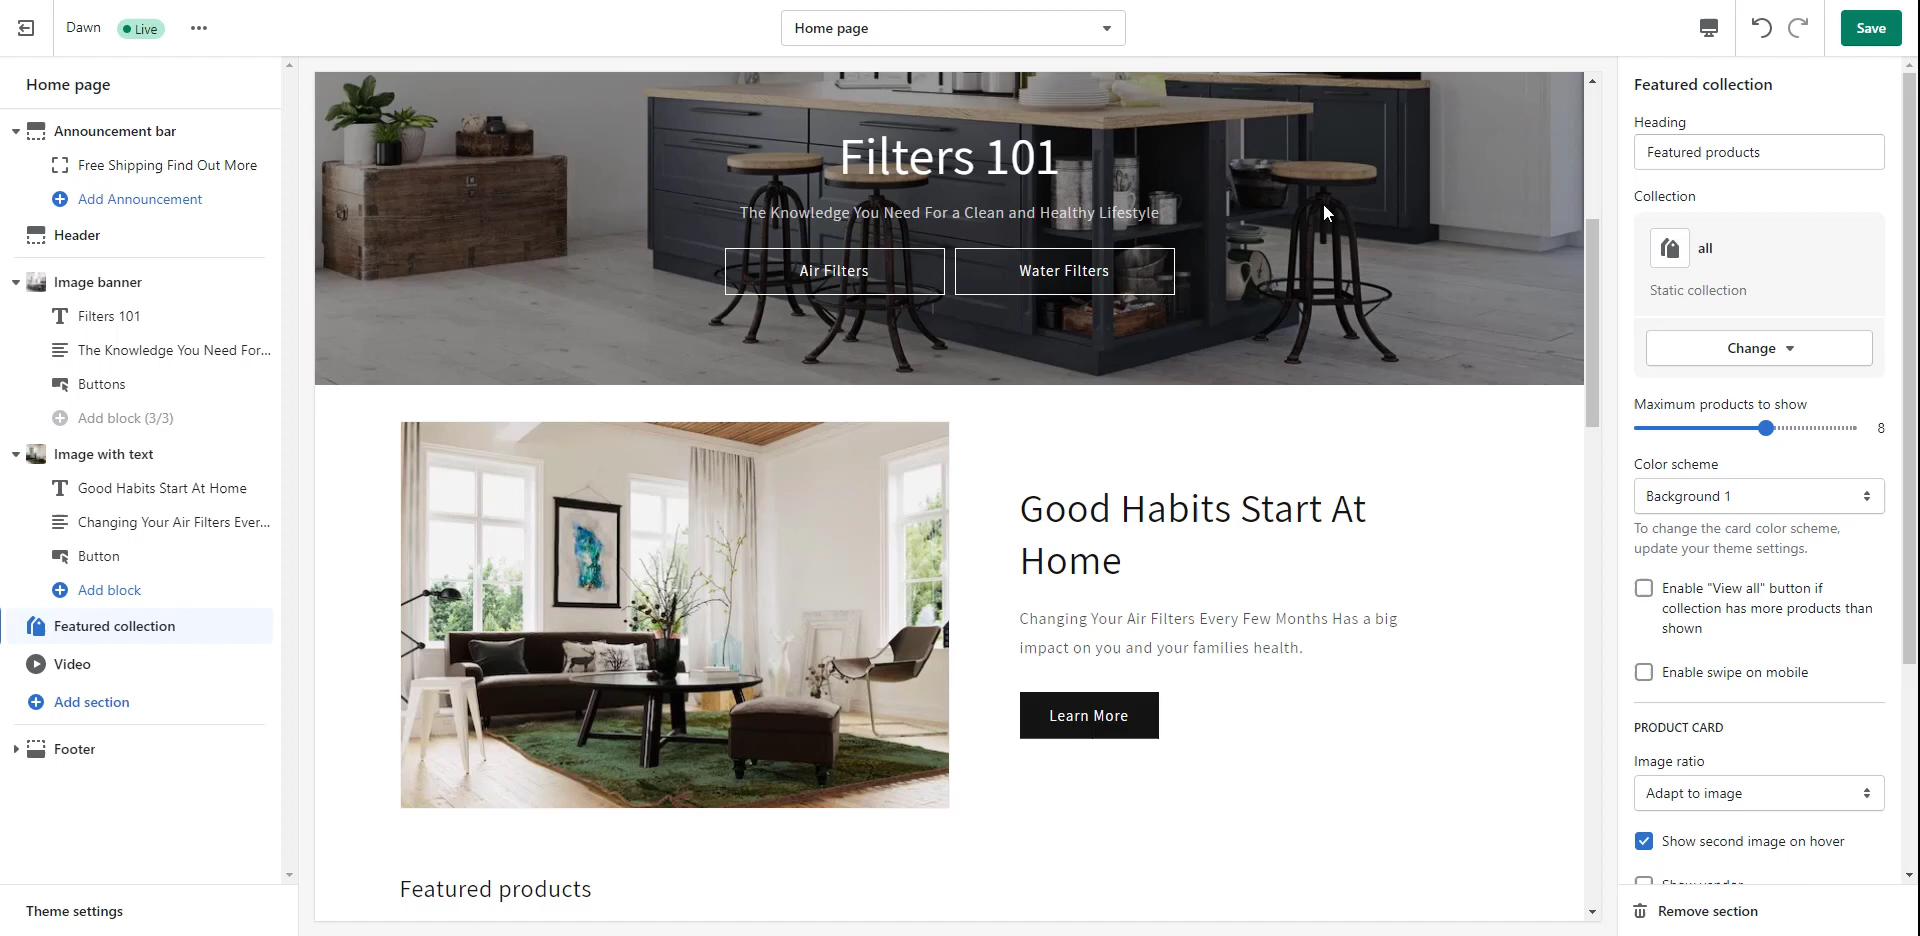 Dawn
Live
Home page
Save
Home page
Announcement bar
Free Shipping Find Out More
Add Announcement
Header
Image banner
Filters 101
The Knowledge You Need For...
Buttons
Add block (3/3)
Image with text
Good Habits Start At Home
Changing Your Air Filters Ever...
Button
Add block
Featured collection
Video
Add section
Footer
Theme settings
Filters 101
The Knowledge You Need For a Clean and Healthy Lifestyle
Air Filters
Water Filters
Good Habits Start At
Home
Changing Your Air Filters Every Few Months Has a big
impact on you and your families health.
Learn More
Featured products
Featured collection
Heading
Featured products
Collection
all
Static collection
Change
Maximum products to show
8
Color scheme
Background 1
To change the card color scheme,
update your theme settings.
Enable "View all" button if
collection has more products than
shown
Enable swipe on mobile
PRODUCT CARD
Image ratio
Adapt to image
Show second image on hover
Remove section